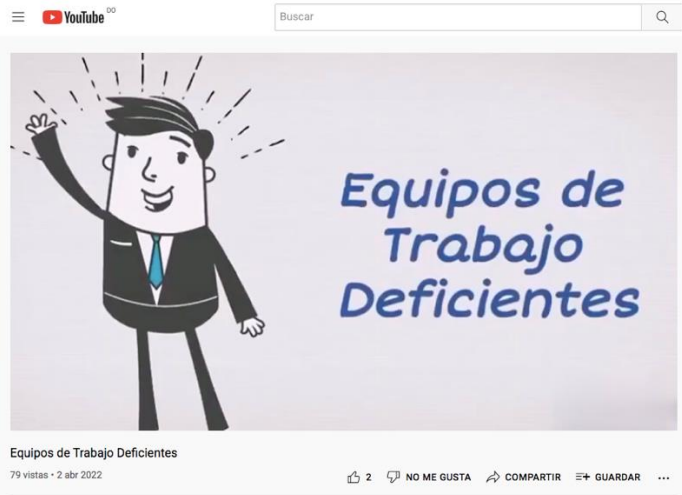 YouTube DO
Buscar
Equipos de
Trabajo
Deficientes
Equipos de Trabajo Deficientes
79 vistas • 2 abr 2022
2 NO ME GUSTA COMPARTIR GUARDAR